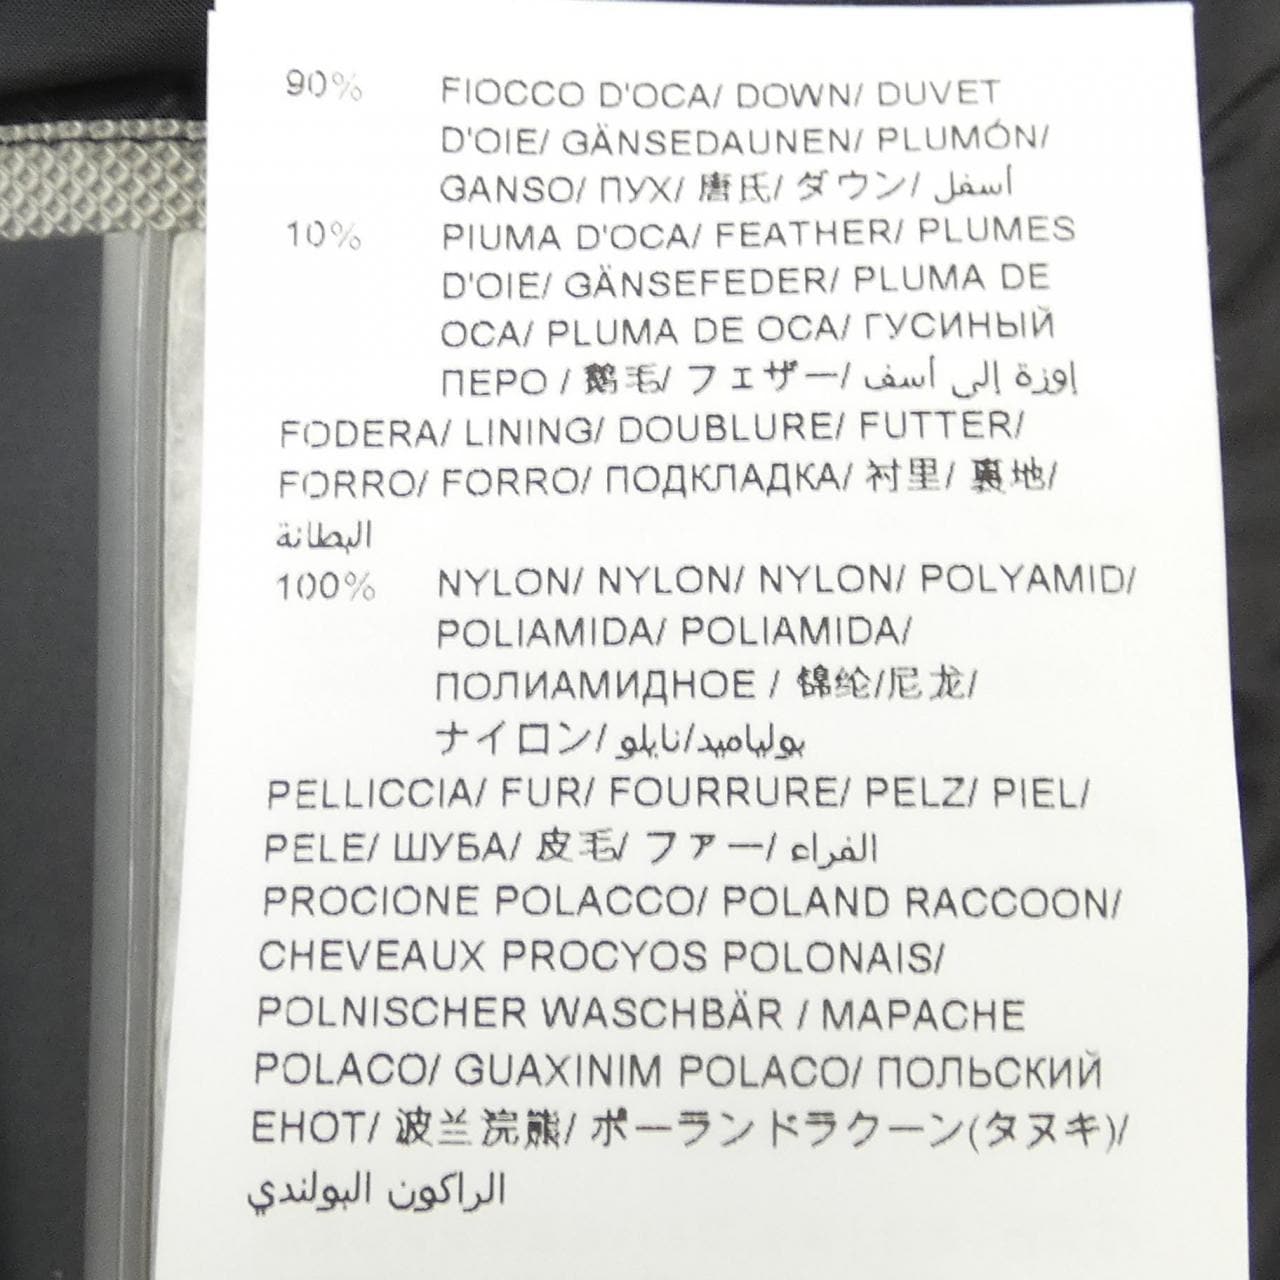 90% FIOCCO D'OCA/ DOWN/ DUVET
D'OIE/ GÄNSEDAUNEN/ PLUMÓN/
GANSO/ ПУХ/ 唐氏/ ダウン/ أسفل
10% PIUMA D'OCA/ FEATHER/ PLUMES
D'OIE/ GÄNSEFEDER/ PLUMA DE
OCA/ PLUMA DE OCA/ ГУСИНЫЙ
ПЕРО / 鹅毛/ フェザー/ إوزة إلى أسف
FODERA/ LINING/ DOUBLURE/ FUTTER/
FORRO/ FORRO/ ПОДКЛАДКА/ 衬里/ 裏地/
البطانة
100% NYLON/ NYLON/ NYLON/ POLYAMID/
POLIAMIDA/ POLIAMIDA/
ПОЛИАМИДНОЕ / 锦纶/尼龙/
ナイロン/ بولياميد/نايلو
PELLICCIA/ FUR/ FOURRURE/ PELZ/ PIEL/
PELE/ ШУБА/ 皮毛/ ファー/ الفراء
PROCIONE POLACCO/ POLAND RACCOON/
CHEVEAUX PROCYOS POLONAIS/
POLNISCHER WASCHBÄR / MAPACHE
POLACO/ GUAXINIM POLACO/ ПОЛЬСКИЙ
ЕНОТ/ 波兰浣熊/ ポーランドラクーン(タヌキ)/
الراكون البولندي